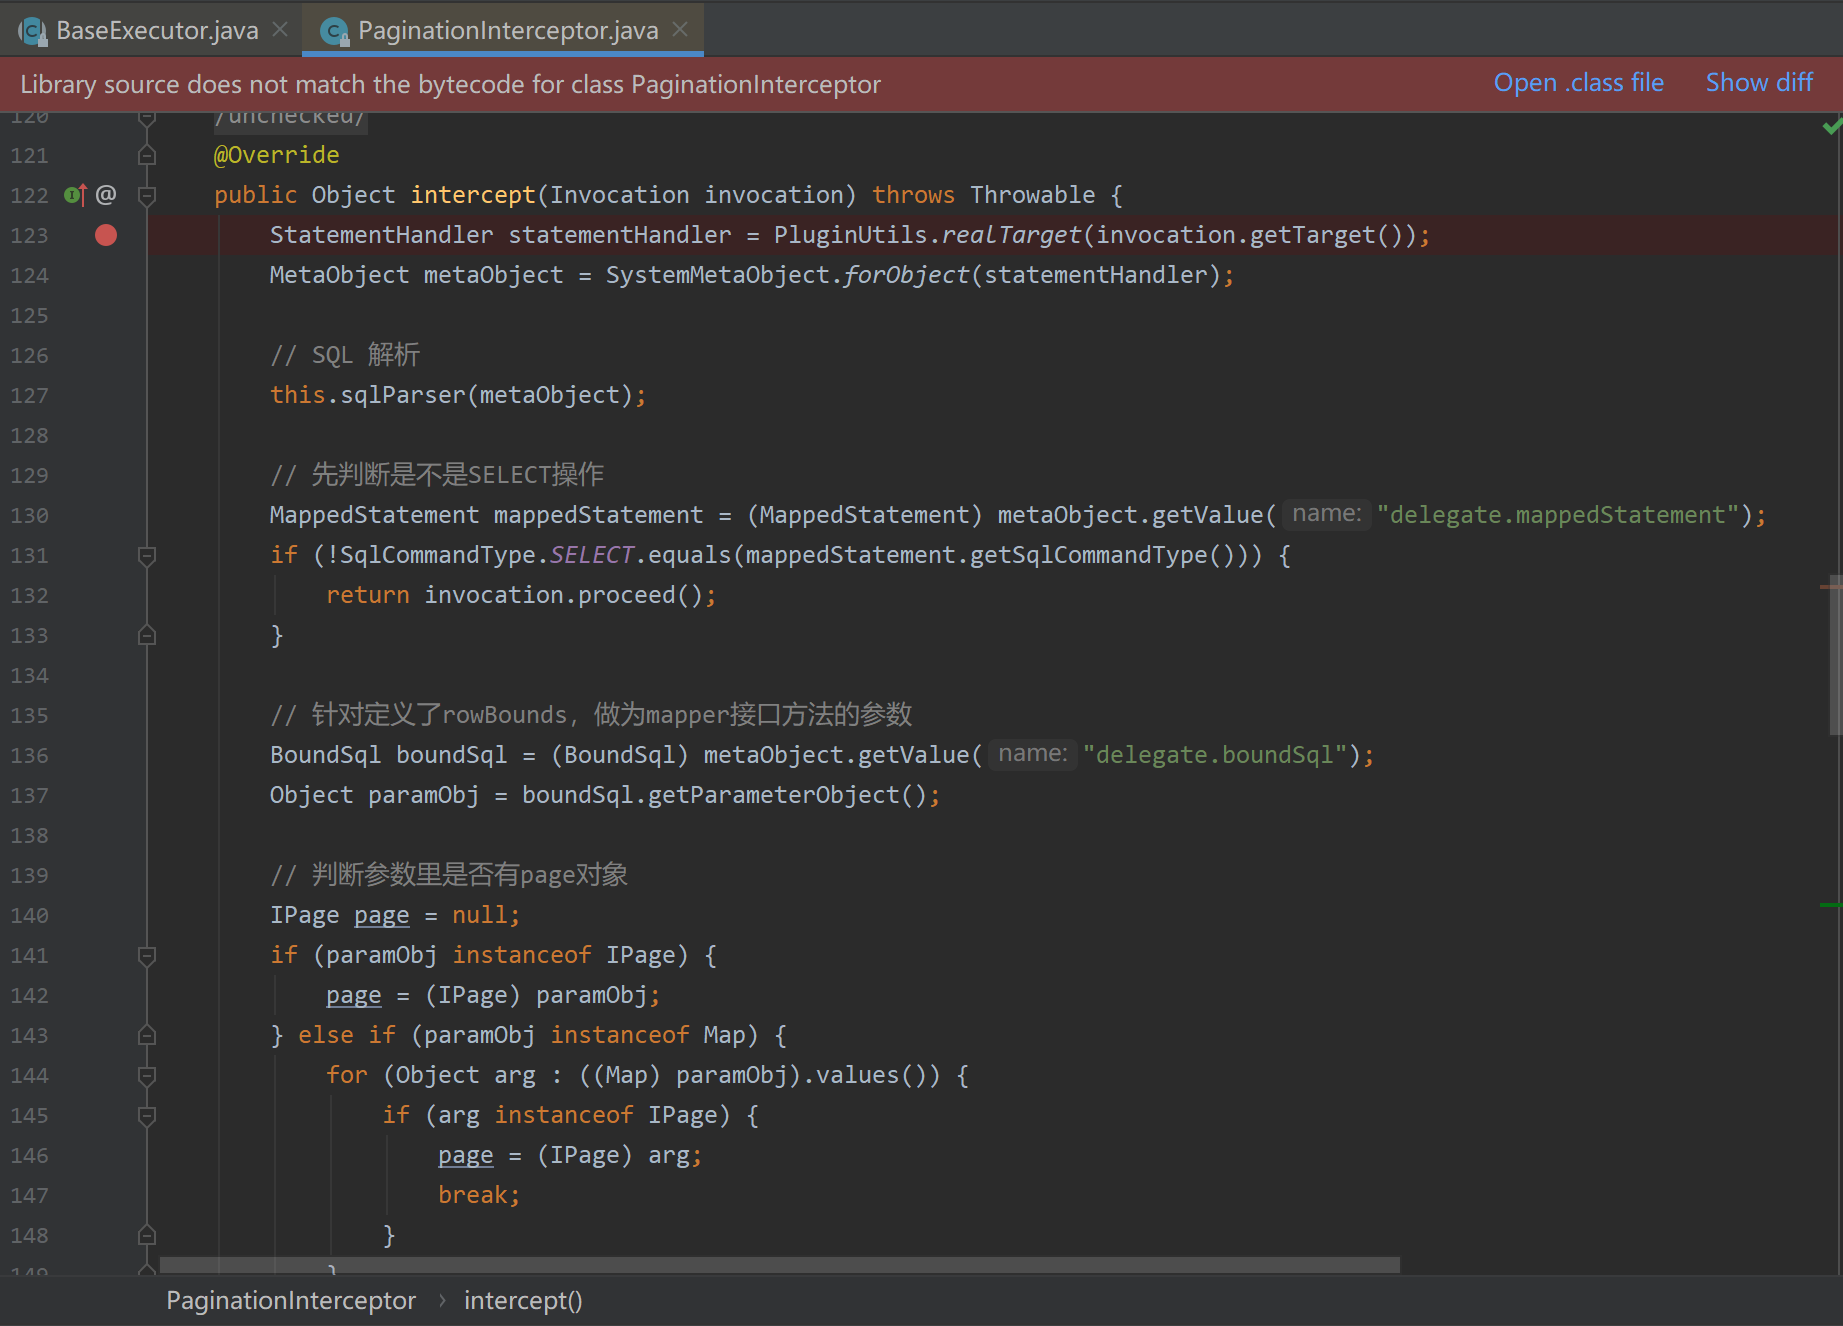 BaseExecutor.java PaginationInterceptor.java
Library source does not match the bytecode for class PaginationInterceptor Open .class file Show diff
120 /unchecked/
121 @Override
122 @ public Object intercept(Invocation invocation) throws Throwable {
123 StatementHandler statementHandler = PluginUtils.realTarget(invocation.getTarget());
124 MetaObject metaObject = SystemMetaObject.forObject(statementHandler);
125
126 // SQL 解析
127 this.sqlParser(metaObject);
128
129 // 先判断是不是SELECT操作
130 MappedStatement mappedStatement = (MappedStatement) metaObject.getValue( name: "delegate.mappedStatement");
131 if (!SqlCommandType.SELECT.equals(mappedStatement.getSqlCommandType())) {
132 return invocation.proceed();
133 }
134
135 // 针对定义了rowBounds，做为mapper接口方法的参数
136 BoundSql boundSql = (BoundSql) metaObject.getValue( name: "delegate.boundSql");
137 Object paramObj = boundSql.getParameterObject();
138
139 // 判断参数里是否有page对象
140 IPage page = null;
141 if (paramObj instanceof IPage) {
142 page = (IPage) paramObj;
143 } else if (paramObj instanceof Map) {
144 for (Object arg : ((Map) paramObj).values()) {
145 if (arg instanceof IPage) {
146 page = (IPage) arg;
147 break;
148 }
149 }
PaginationInterceptor › intercept()